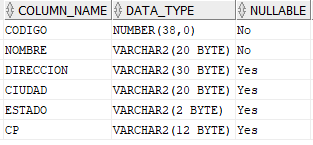 COLUMN_NAME DATA_TYPE NULLABLE
CODIGO NUMBER(38,0) No
NOMBRE VARCHAR2(20 BYTE) No
DIRECCION VARCHAR2(30 BYTE) Yes
CIUDAD VARCHAR2(20 BYTE) Yes
ESTADO VARCHAR2(2 BYTE) Yes
CP VARCHAR2(12 BYTE) Yes